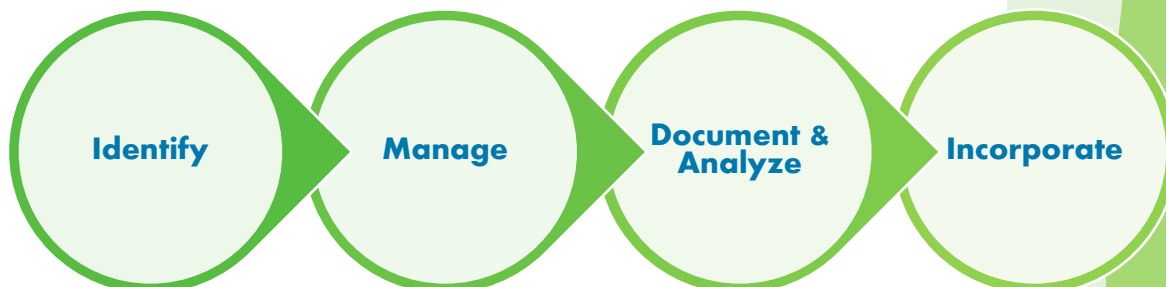 Identify
Manage
Document &
Analyze
Incorporate